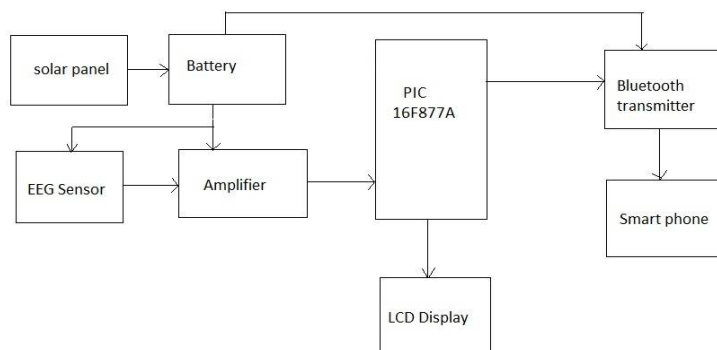 solar panel
Battery
PIC
16F877A
Bluetooth
transmitter
EEG Sensor
Amplifier
Smart phone
LCD Display